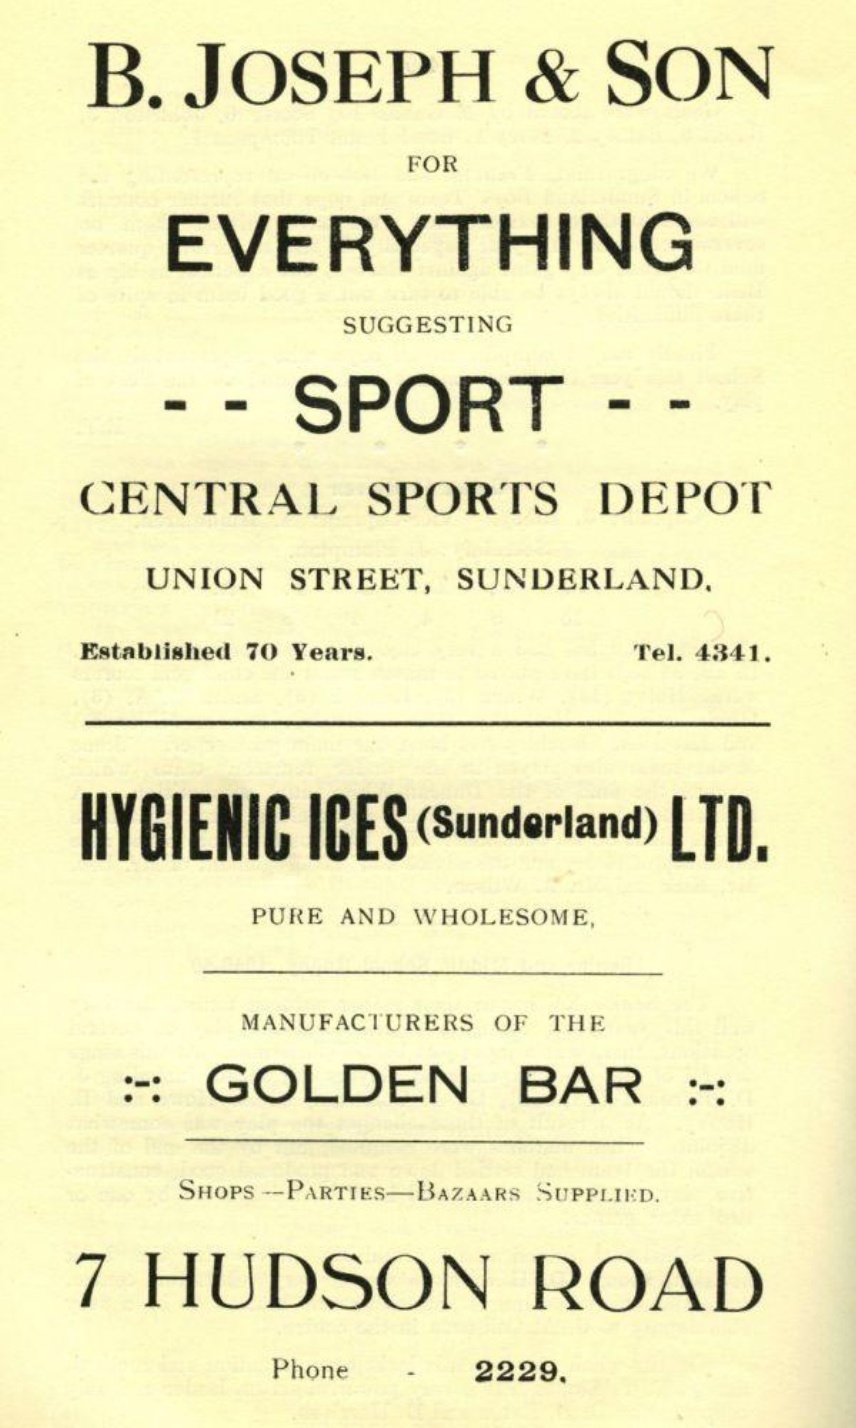 B. JOSEPH & SON
FOR
EVERYTHING
SUGGESTING
- - SPORT - -
CENTRAL SPORTS DEPOT
UNION STREET, SUNDERLAND.
Established 70 Years. Tel. 4341.
HYGIENIC ICES (Sunderland) LTD.
PURE AND WHOLESOME,
MANUFACTURERS OF THE
:-: GOLDEN BAR :-:
SHOPS--PARTIES—BAZAARS SUPPLIED.
7 HUDSON ROAD
Phone - 2229.